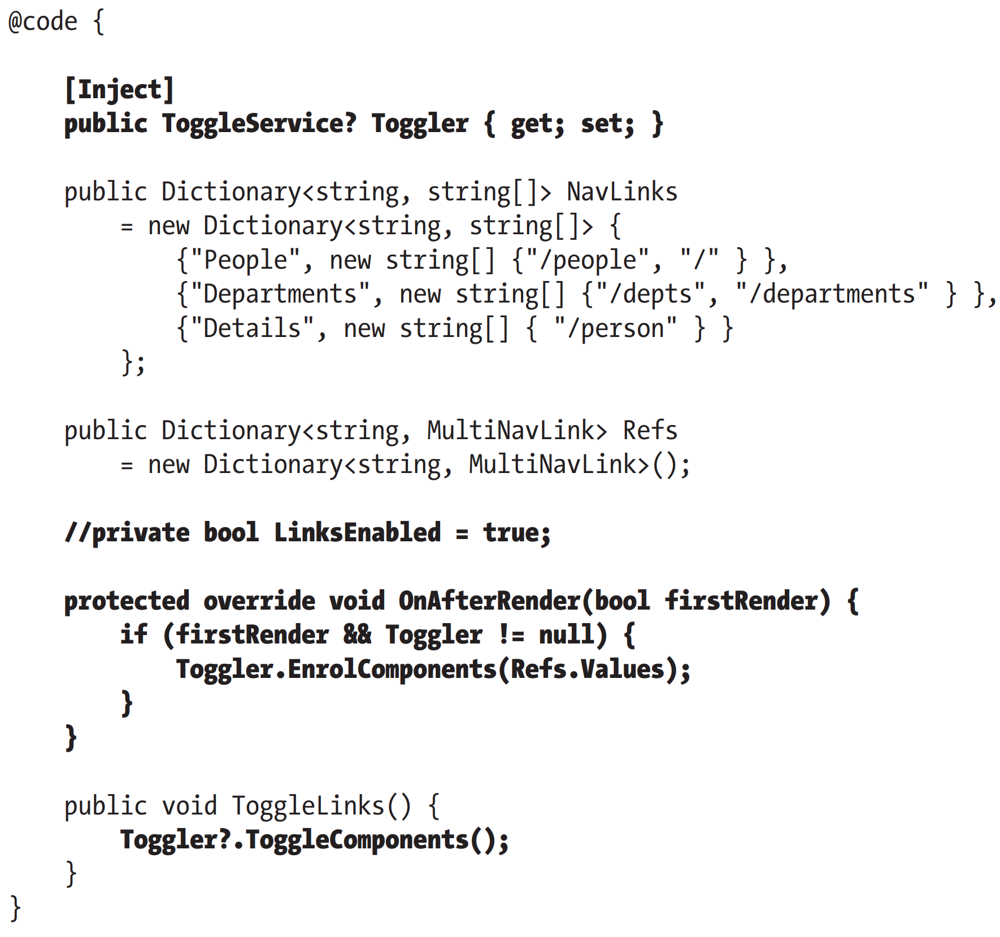 @code {
[Inject]
public ToggleService? Toggler { get; set; }
public Dictionary<string, string[]> NavLinks
= new Dictionary<string, string[]> {
{"People", new string[] {"/people", "/" } },
{"Departments", new string[] {"/depts", "/departments" } },
{"Details", new string[] { "/person" } }
};
public Dictionary<string, MultiNavLink> Refs
= new Dictionary<string, MultiNavLink>();
//private bool LinksEnabled = true;
protected override void OnAfterRender(bool firstRender) {
if (firstRender && Toggler != null) {
Toggler.EnrolComponents(Refs.Values);
}
}
public void ToggleLinks() {
Toggler?.ToggleComponents();
}
}